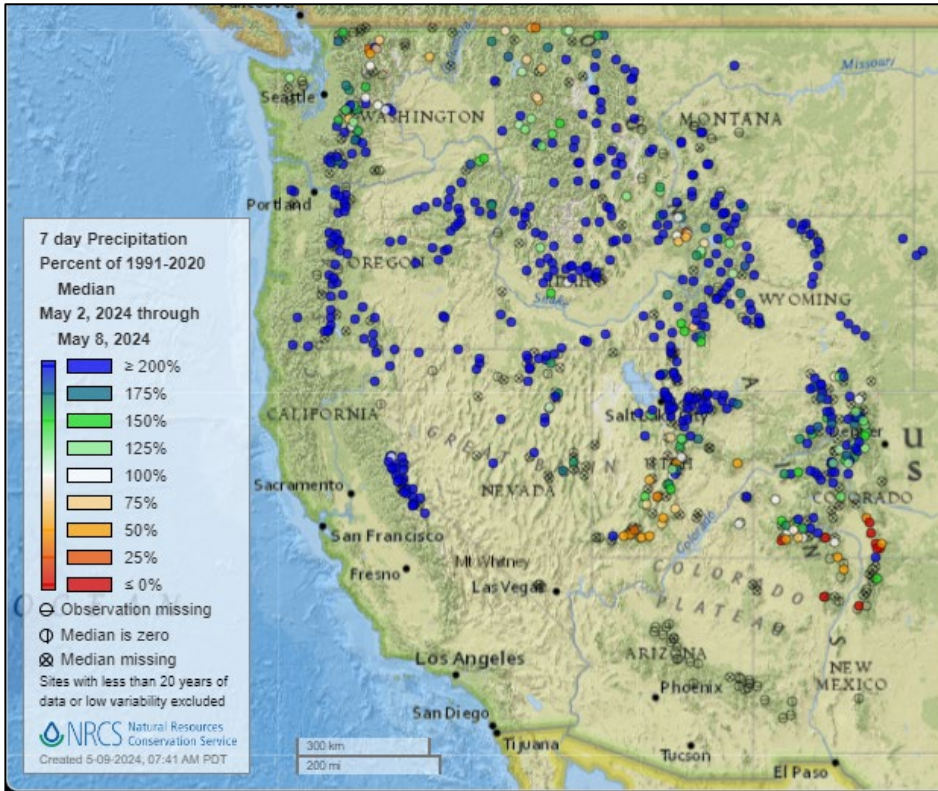 Seattle
WASHINGTON
Missouri
MONTANA
Portland
OREGON
Snake
WYOMING
CALIFORNIA
GREAT BASIN
Salt Lake City
UTAH
NEVADA
Denver
US
COLORADO
Sacramento
San Francisco
Fresno
Mt Whitney
Las Vegas
Colorado
COLORADO
PLATEAU
ARIZONA
NEW
MEXICO
Phoenix
Los Angeles
San Diego
Tijuana
Tucson
El Paso
OCEAN
7 day Precipitation
Percent of 1991-2020
Median
May 2, 2024 through
May 8, 2024
≥ 200%
175%
150%
125%
100%
75%
50%
25%
≤ 0%
Observation missing
Median is zero
Median missing
Sites with less than 20 years of
data or low variability excluded
NRCS Natural Resources
Conservation Service
Created 5-09-2024, 07:41 AM PDT
300 km
200 mi